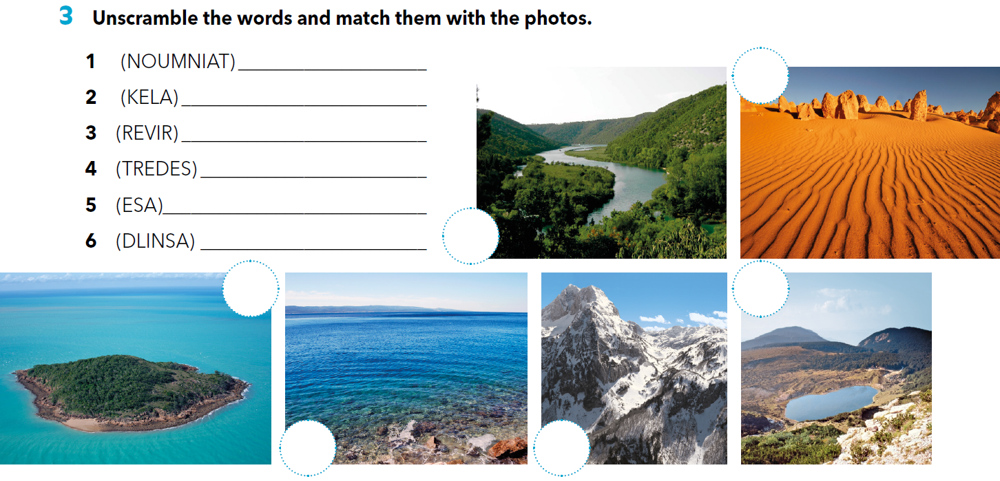 3 Unscramble the words and match them with the photos.
1 (NOUMNIAT)____________________
2 (KELA)____________________
3 (REVIR)____________________
4 (TREDES)____________________
5 (ESA)____________________
6 (DLINSA) ____________________